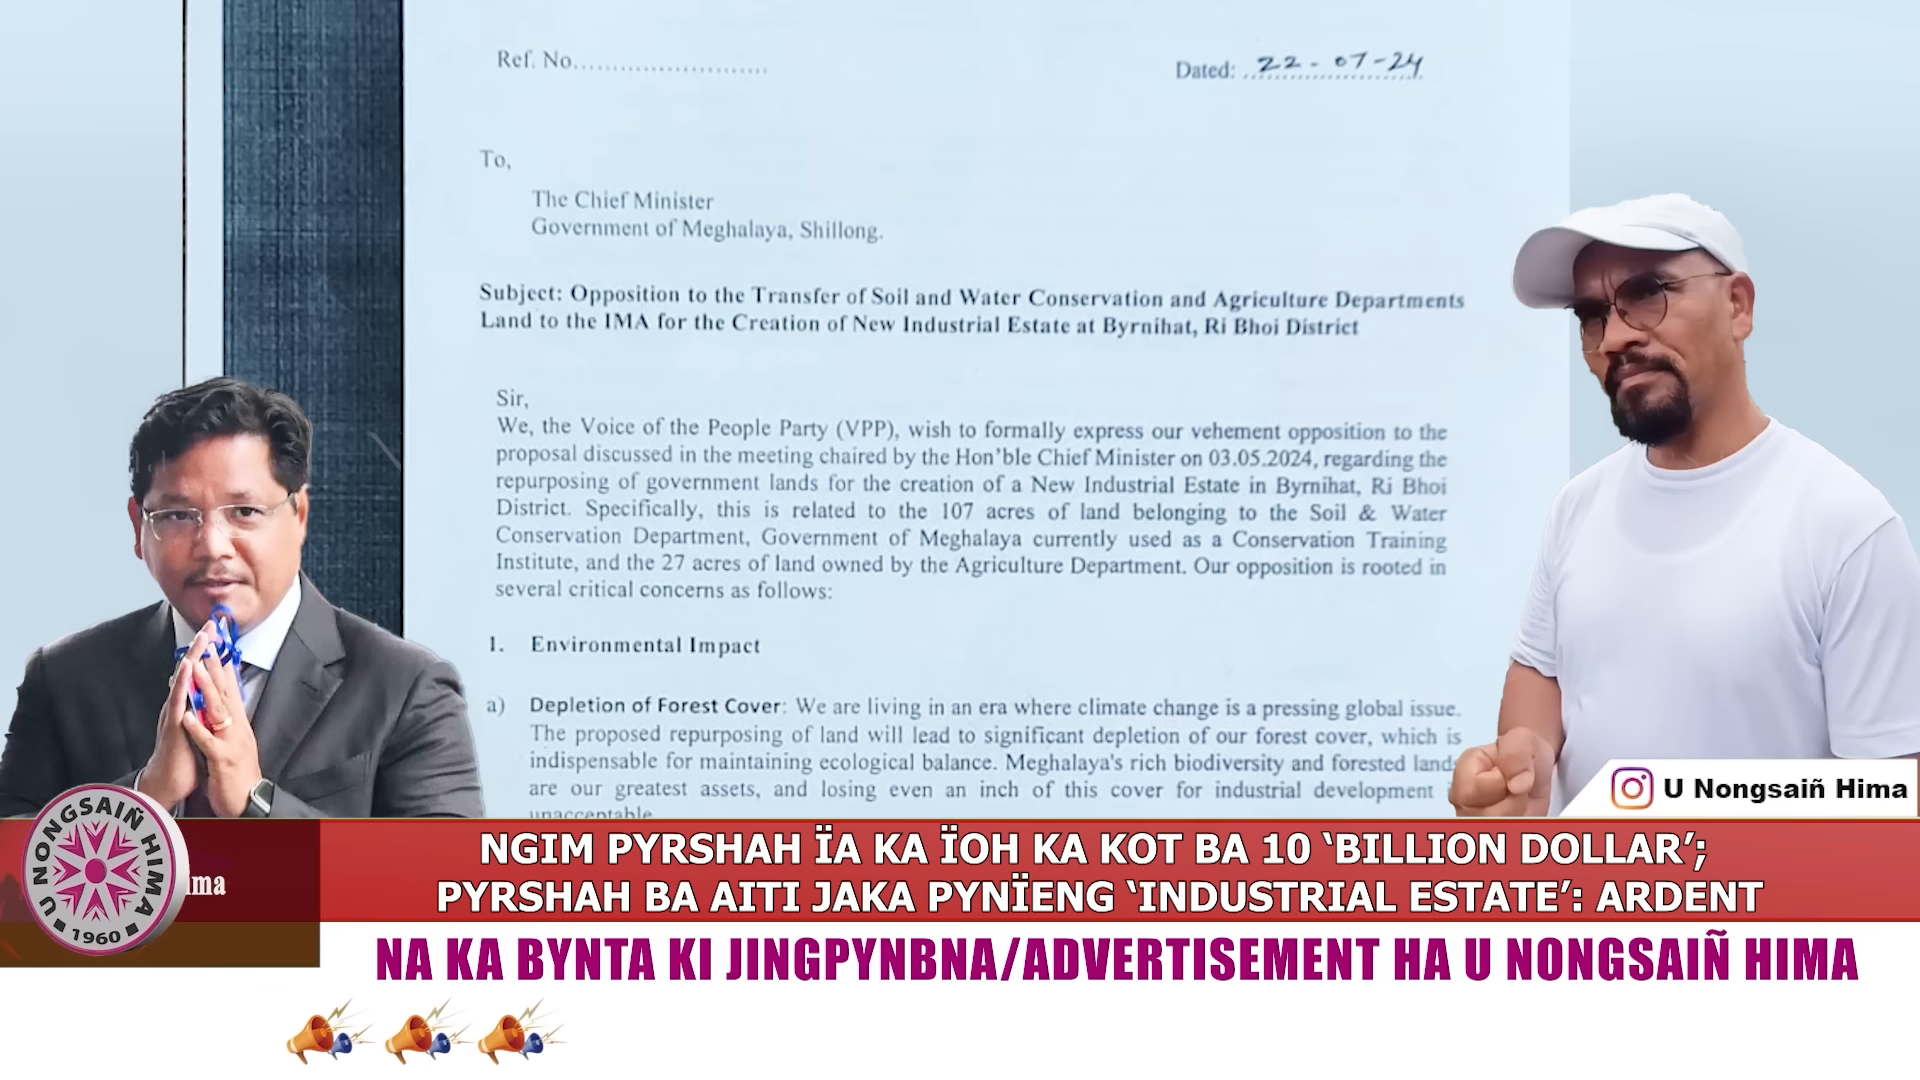 Ref. No..........................
Dated: 22-07-24
To,
The Chief Minister
Government of Meghalaya, Shillong.
Subject: Opposition to the Transfer of Soil and Water Conservation and Agriculture Departments
Land to the IMA for the Creation of New Industrial Estate at Byrnihat, Ri Bhoi District
Sir,
We, the Voice of the People Party (VPP), wish to formally express our vehement opposition to the
proposal discussed in the meeting chaired by the Hon'ble Chief Minister on 03.05.2024, regarding the
repurposing of government lands for the creation of a New Industrial Estate in Byrnihat, Ri Bhoi
District. Specifically, this is related to the 107 acres of land belonging to the Soil & Water
Conservation Department, Government of Meghalaya currently used as a Conservation Training
Institute, and the 27 acres of land owned by the Agriculture Department. Our opposition is rooted in
several critical concerns as follows:
1. Environmental Impact
a) Depletion of Forest Cover: We are living in an era where climate change is a pressing global issue.
The proposed repurposing of land will lead to significant depletion of our forest cover, which is
indispensable for maintaining ecological balance. Meghalaya's rich biodiversity and forested lands
are our greatest assets, and losing even an inch of this cover for industrial development
unacceptable
U Nongsaiñ Hima
NGIM PYRSHAH ÏA KA ÏOH KA KOT BA 10 ‘BILLION DOLLAR’;
PYRSHAH BA AITI JAKA PYNÏENG ‘INDUSTRIAL ESTATE’: ARDENT
U NONGSAIÑ HIMA
1960
ima
NA KA BYNTA KI JINGPYNBNA/ADVERTISEMENT HA U NONGSAIÑ HIMA